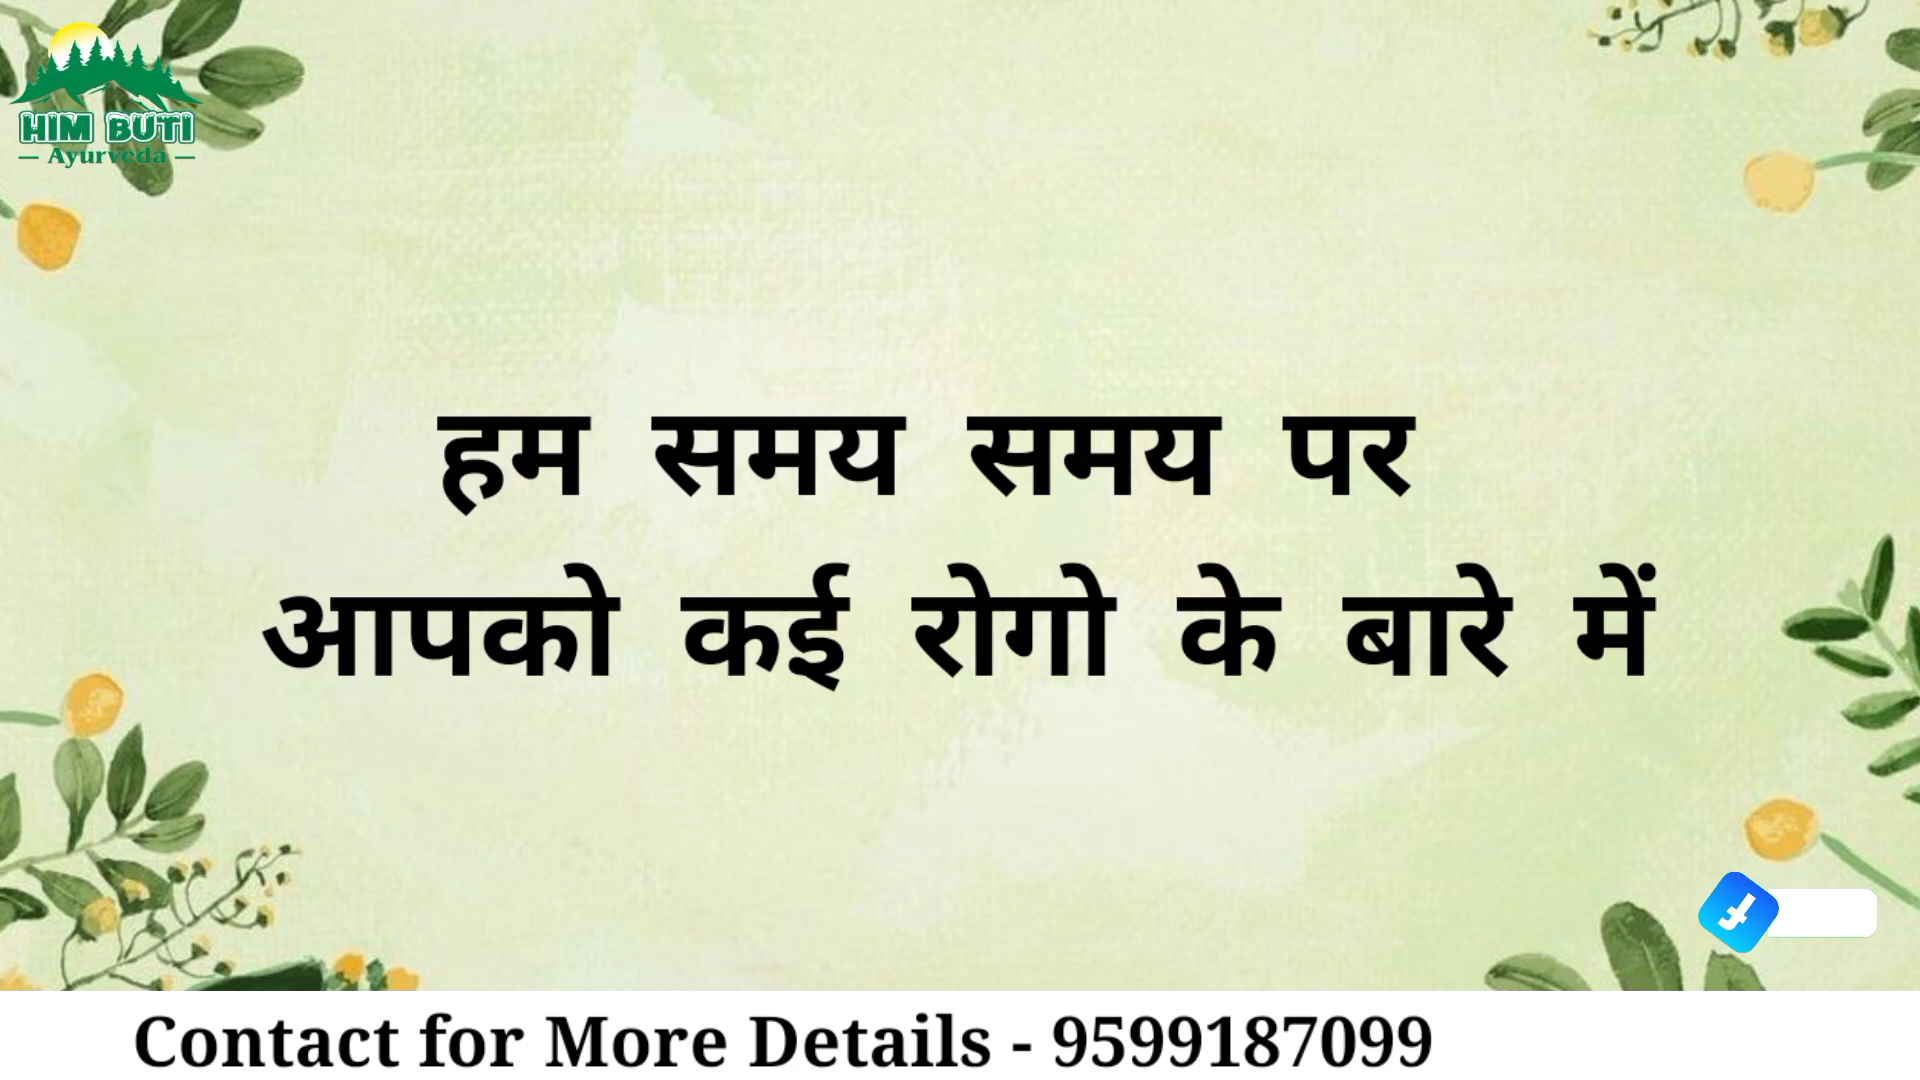 HIM BUTI
— Ayurveda —
हम समय समय पर
आपको कई रोगो के बारे में
Contact for More Details - 9599187099